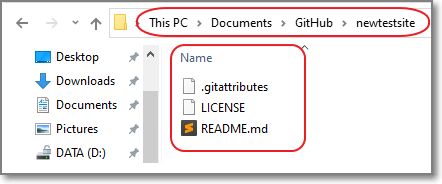 This PC > Documents > GitHub > newtestsite
Name
Desktop
.gitattributes
Downloads
LICENSE
Documents
README.md
Pictures
DATA (D:)